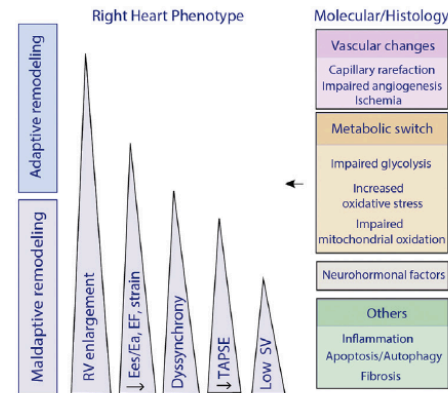 Right Heart Phenotype
Adaptive remodeling
Maldaptive remodeling
RV enlargement
↓ Ees/Ea, EF, strain
Dyssynchrony
↓TAPSE
Low SV
Molecular/Histology
Vascular changes
Capillary rarefaction
Impaired angiogenesis
Ischemia
Metabolic switch
Impaired glycolysis
Increased
oxidative stress
Impaired
mitochondrial oxidation
Neurhormonal factors
Others
Inflammation
Apoptosis/Autophagy
Fibrosis